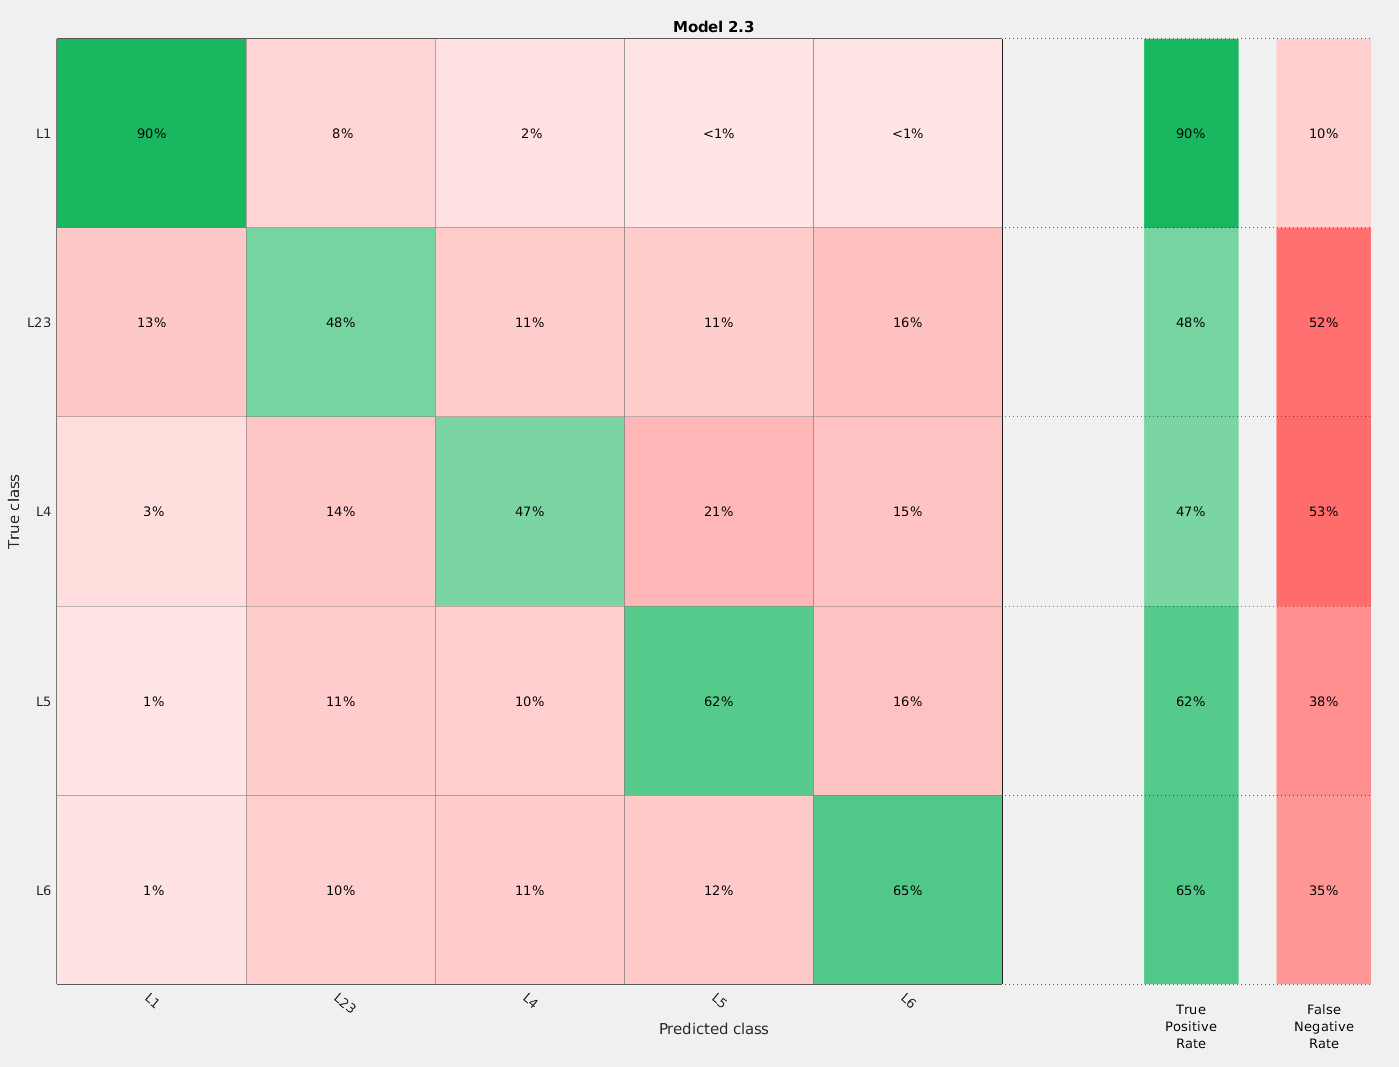 Model 2.3
L1 90% 8% 2% <1% <1% 90% 10%
L23 13% 48% 11% 11% 16% 48% 52%
L4 3% 14% 47% 21% 15% 47% 53%
L5 1% 11% 10% 62% 16% 62% 38%
L6 1% 10% 11% 12% 65% 65% 35%
True class
L1 L23 L4 L5 L6
Predicted class
True
Positive
Rate
False
Negative
Rate